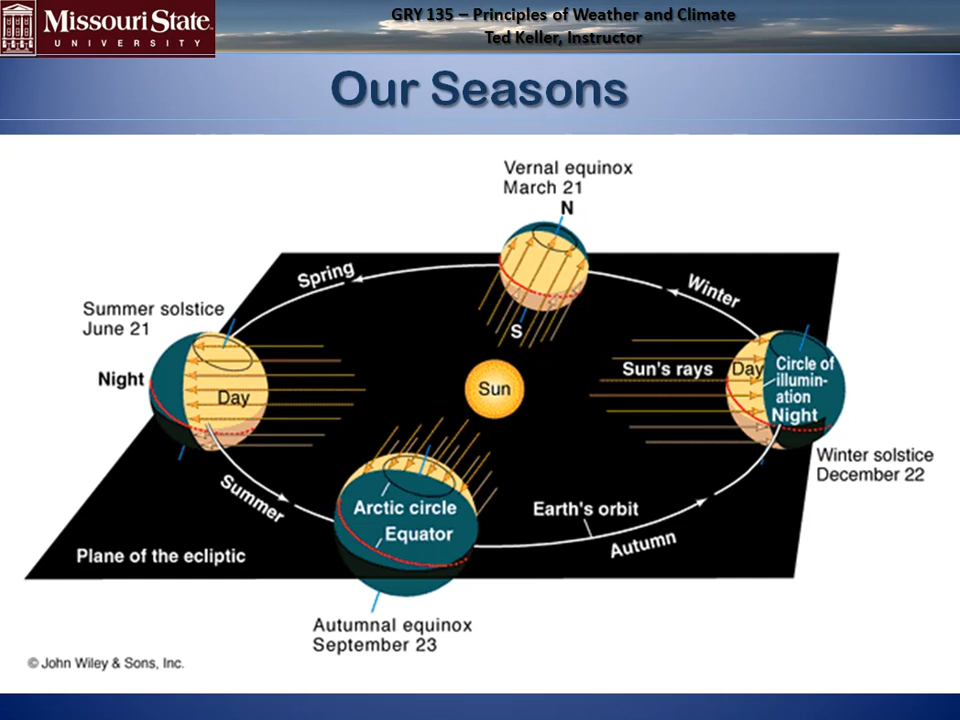 Missouri State
UNIVERSITY
GRY 135 – Principles of Weather and Climate
Ted Keller, Instructor
Our Seasons
Vernal equinox
March 21
N
Spring
Winter
Summer solstice
June 21
S
Night
Day
Sun
Sun's rays
Day
Circle of
illumin-
ation
Night
Winter solstice
December 22
Summer
Arctic circle
Equator
Earth's orbit
Autumn
Plane of the ecliptic
Autumnal equinox
September 23
© John Wiley & Sons, Inc.